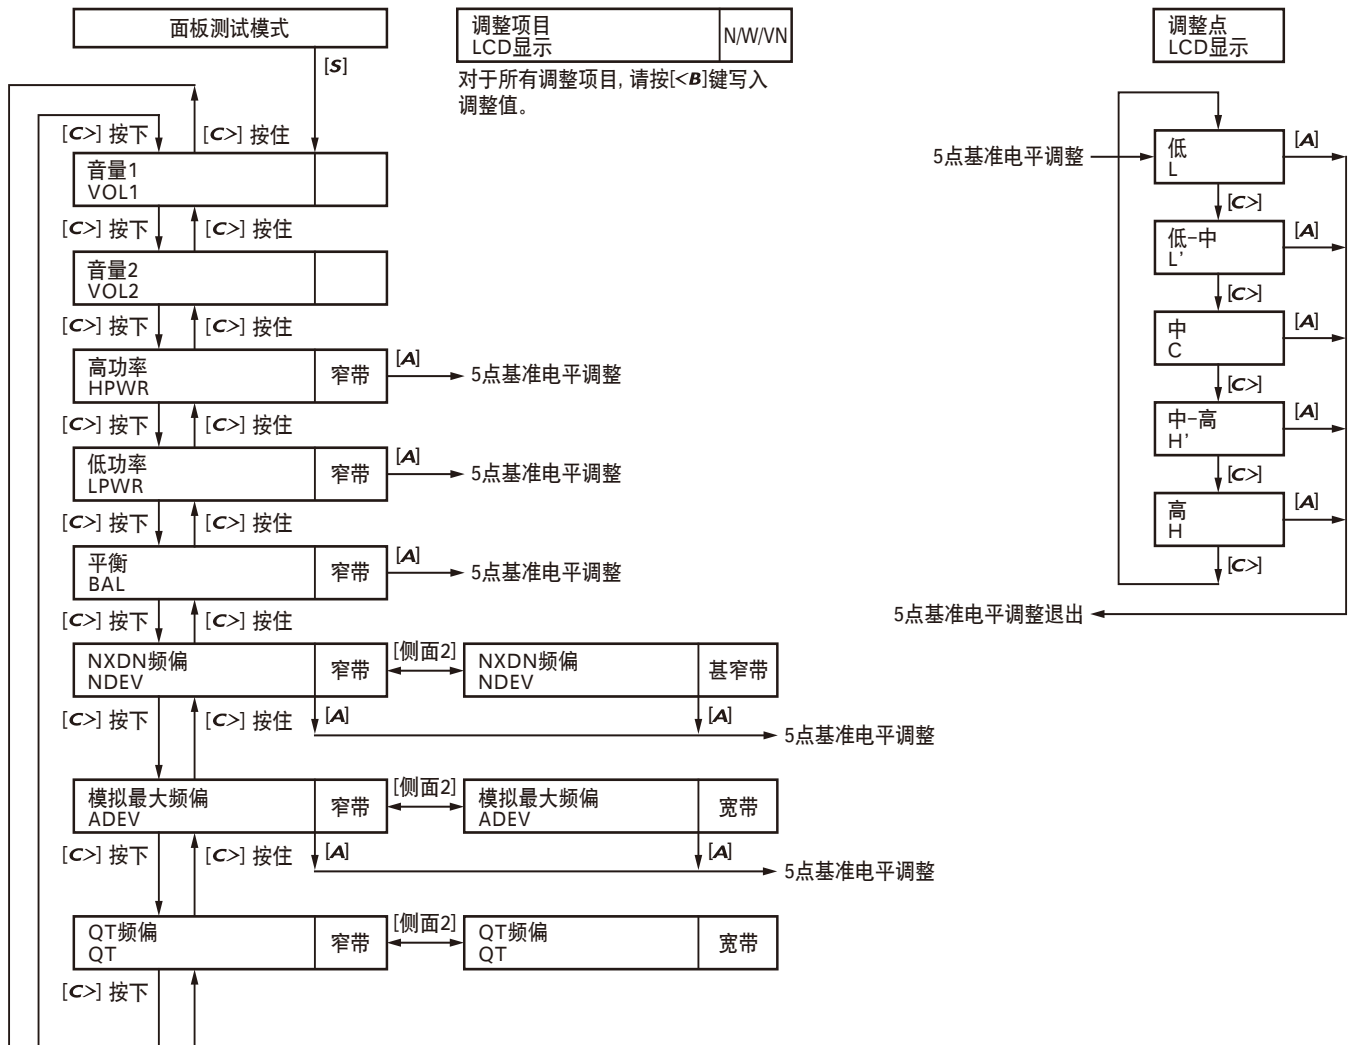 面板测试模式
[S]
调整项目
LCD显示
N/W/VN
对于所有调整项目, 请按[<B]键写入
调整值。
调整点
LCD显示
[C>] 按下
[C>] 按住
音量1
VOL1
[C>] 按下
[C>] 按住
音量2
VOL2
[C>] 按下
[C>] 按住
高功率
HPWR
窄带
[A]
5点基准电平调整
[C>] 按下
[C>] 按住
低功率
LPWR
窄带
[A]
5点基准电平调整
[C>] 按下
[C>] 按住
平衡
BAL
窄带
[A]
5点基准电平调整
[C>] 按下
[C>] 按住
NXDN频偏
NDEV
窄带
[侧面2]
NXDN频偏
NDEV
甚窄带
[C>] 按下
[C>] 按住
[A]
[A]
5点基准电平调整
模拟最大频偏
ADEV
窄带
[侧面2]
模拟最大频偏
ADEV
宽带
[C>] 按下
[C>] 按住
[A]
[A]
5点基准电平调整
QT频偏
QT
窄带
[侧面2]
QT频偏
QT
宽带
[C>] 按下
5点基准电平调整
低
L
[A]
[C>]
低-中
L'
[A]
[C>]
中
C
[A]
[C>]
中-高
H'
[A]
[C>]
高
H
[A]
[C>]
5点基准电平调整退出